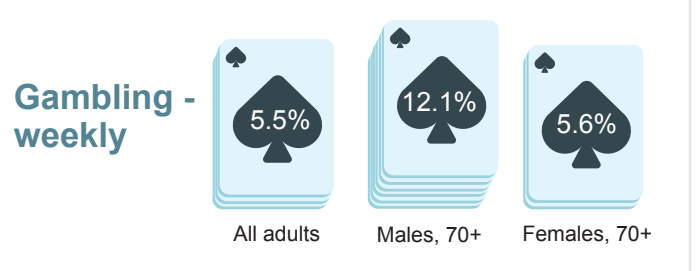 Gambling -
weekly
5.5%
12.1%
5.6%
All adults
Males, 70+
Females, 70+